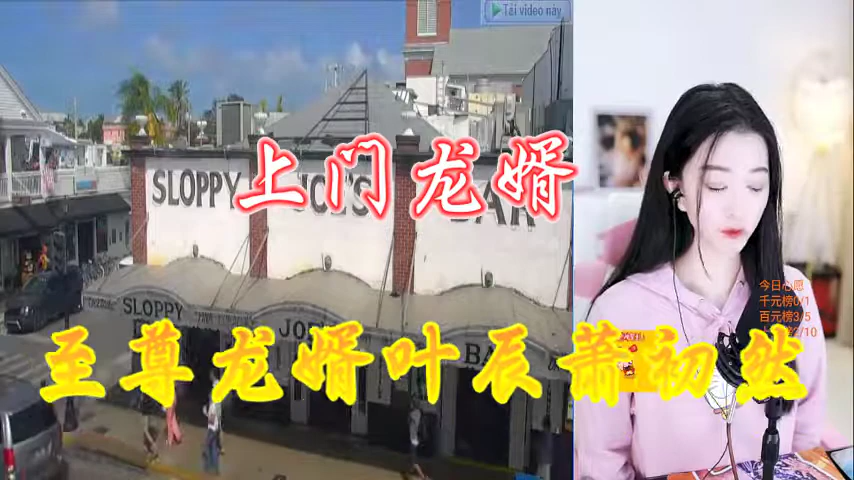 Tải video này
SLOPPY JOE'S BAR
上门龙婿
SLOPPY JOE BAR
今日心愿
千元榜0/1
百元榜3/5
至尊龙婿叶辰萧初然